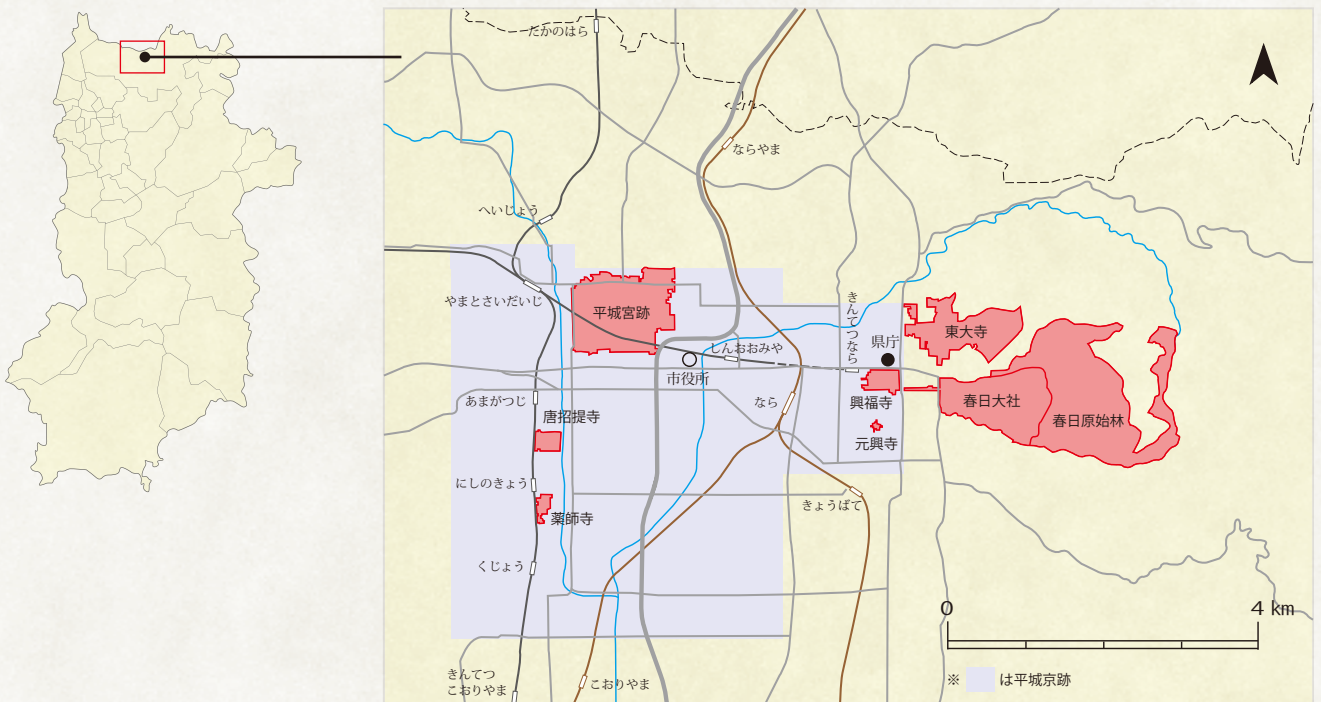 たかのはら
ならやま
へいじょう
やまとさいだいじ
平城宮跡
きんてつなら
東大寺
県庁
しんおおみや
市役所
あまがつじ
なら
興福寺
春日大社
春日原始林
唐招提寺
元興寺
にしのきょう
きょうばて
薬師寺
くじょう
0 4 km
きんてつ
こおりやま
こおりやま
※ は平城京跡